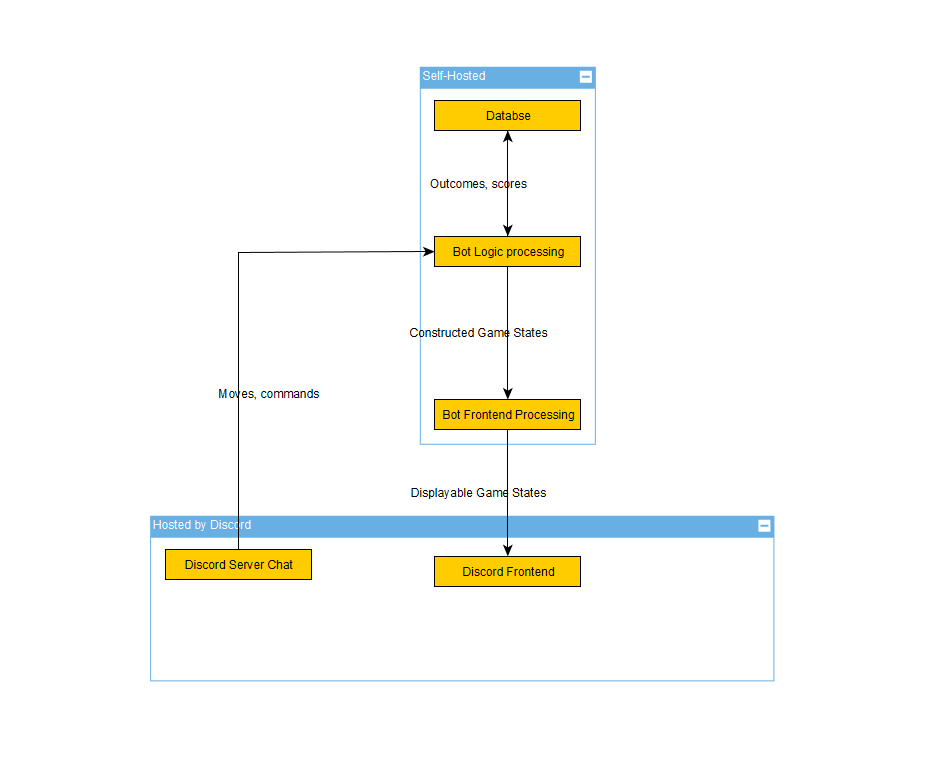 Self-Hosted
Databse
Outcomes, scores
Bot Logic processing
Constructed Game States
Moves, commands
Bot Frontend Processing
Displayable Game States
Hosted by Discord
Discord Server Chat
Discord Frontend